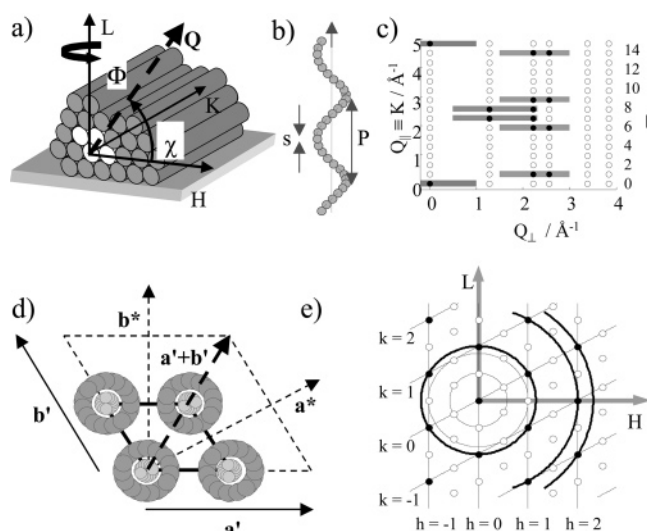 a)
L
Q
Φ
K
χ
H
b)
s
P
c)
Q∥ ≡ K / Å⁻¹
5
4
3
2
1
0
14
12
10
8
6
4
2
0
0 1 2 3 4
Q⊥ / Å⁻¹
d)
b*
a'+b'
b'
a*
a'
e)
L
k = 2
k = 1
k = 0
k = -1
H
h = -1 h = 0 h = 1 h = 2